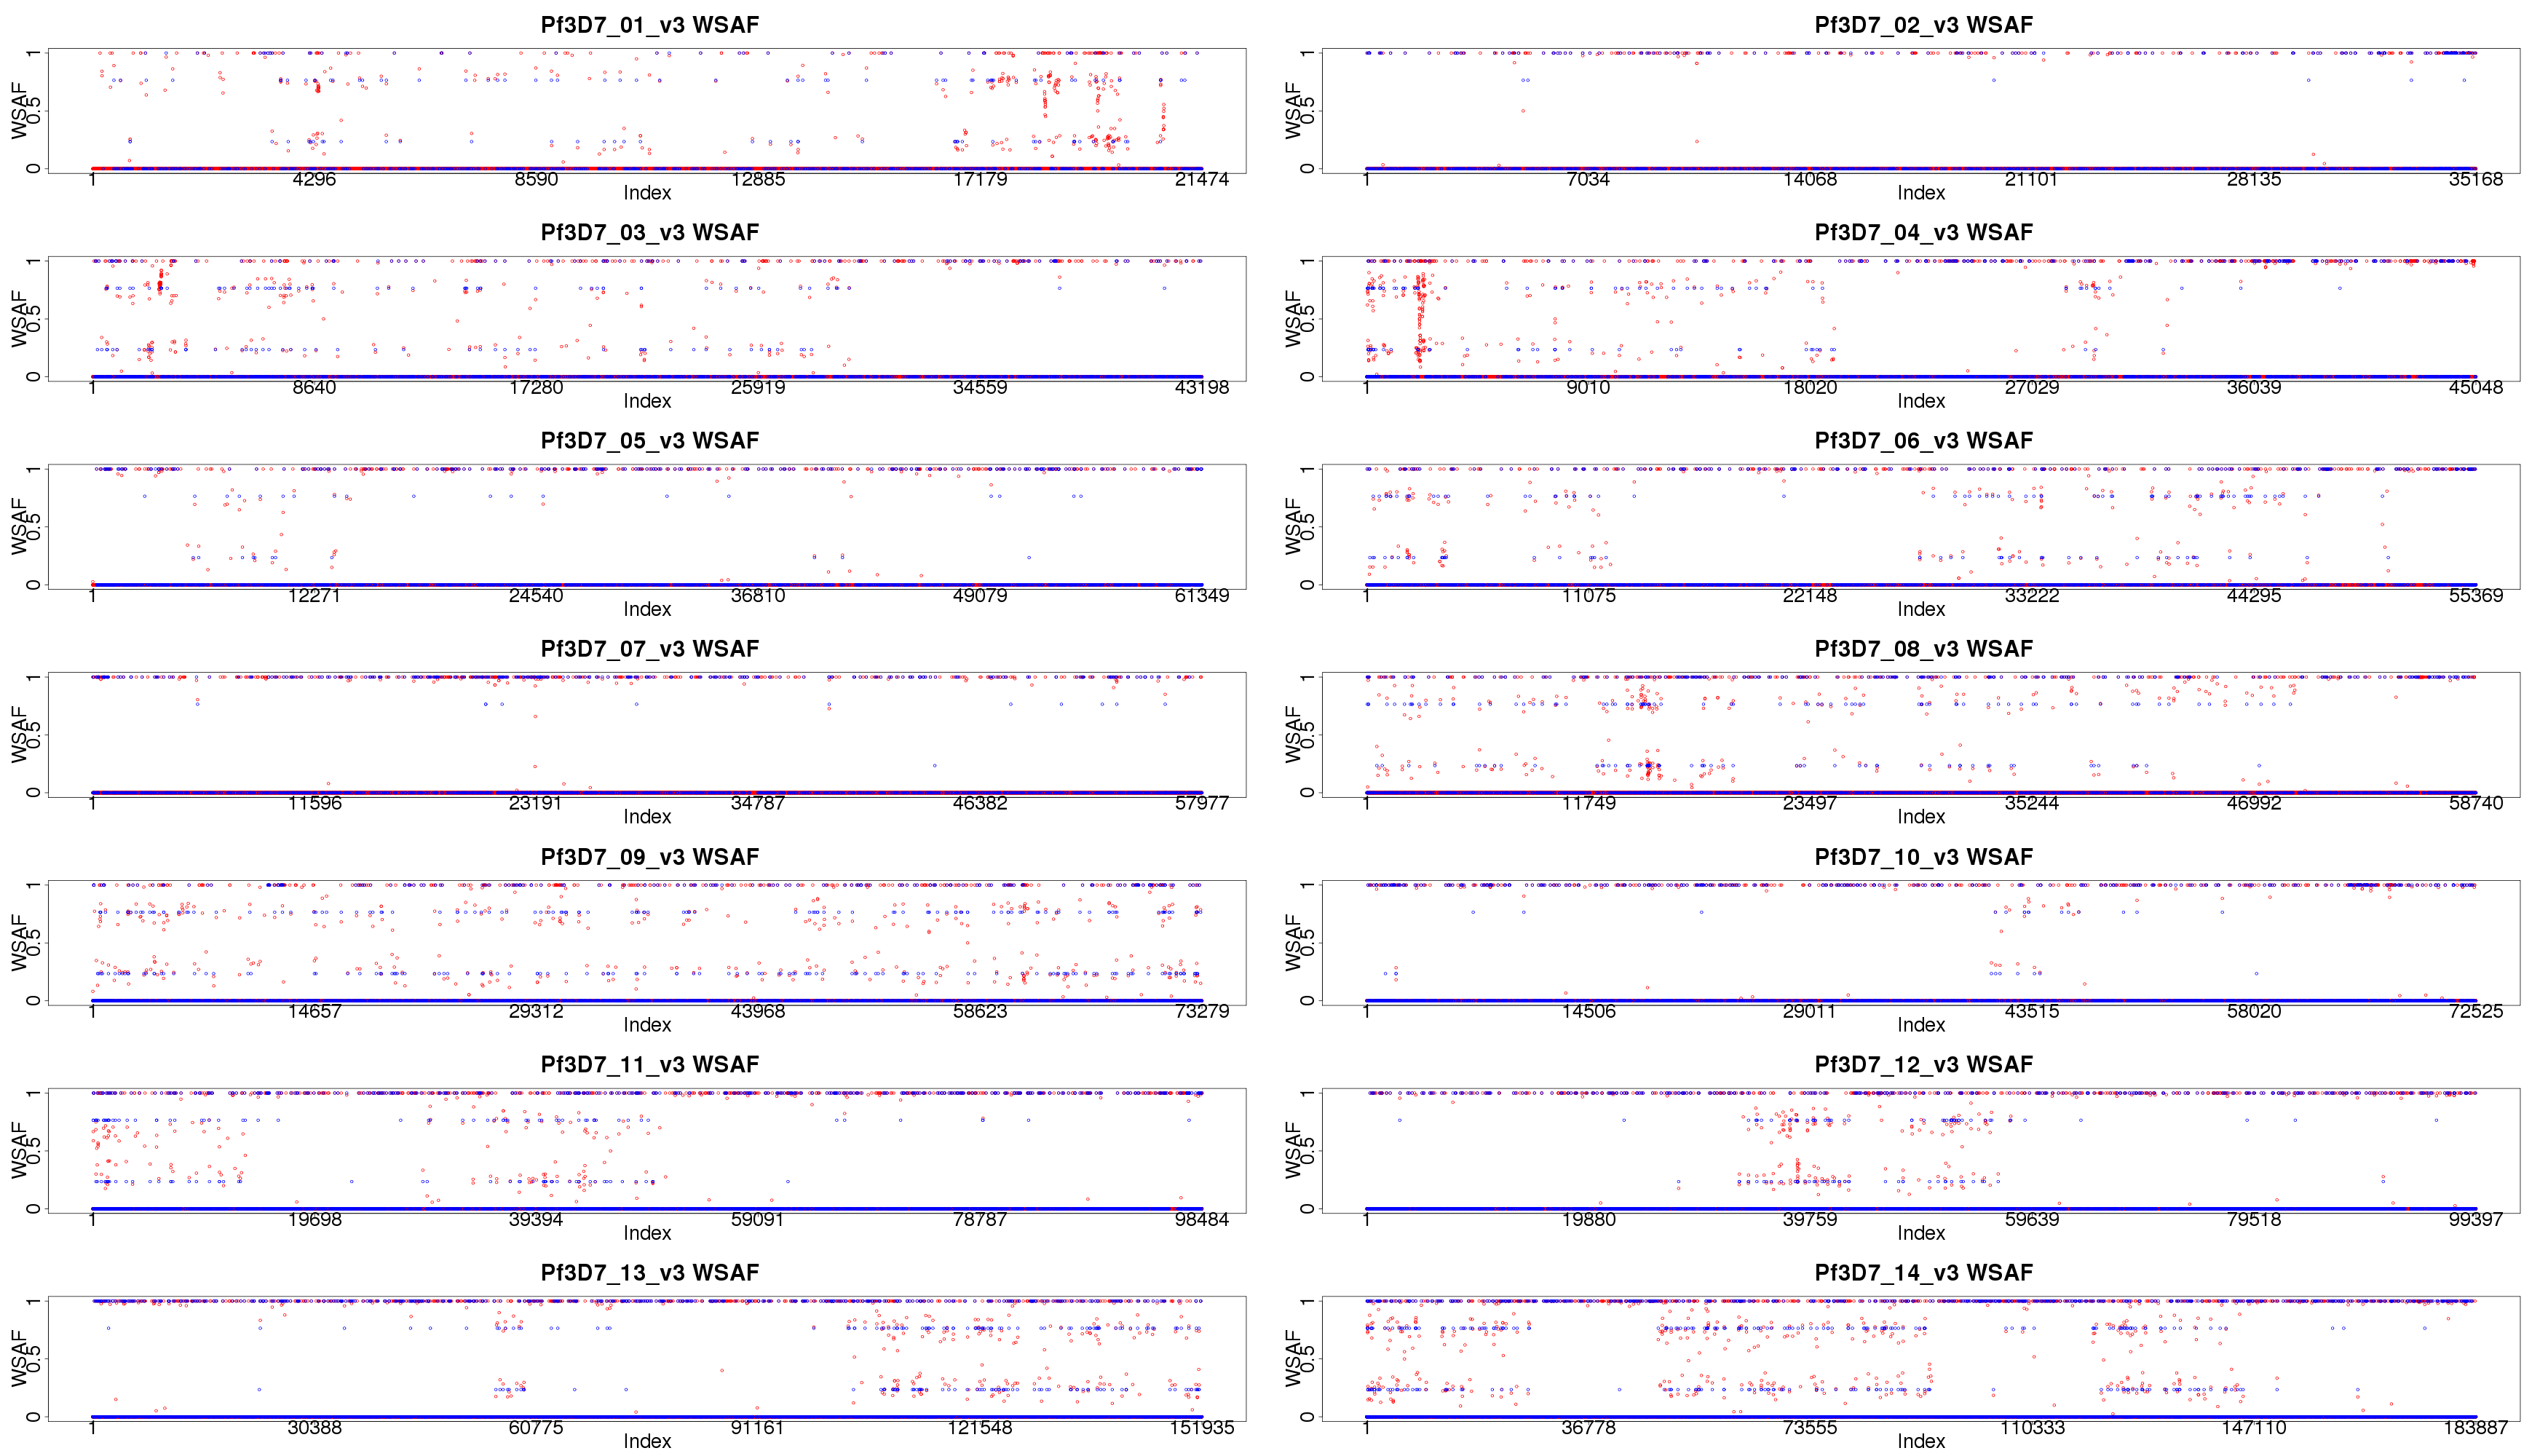 Pf3D7_01_v3 WSAF
WSAF
0 0.5 1
1 4296 8590 12885 17179 21474
Index
Pf3D7_02_v3 WSAF
WSAF
0 0.5 1
1 7034 14068 21101 28135 35168
Index
Pf3D7_03_v3 WSAF
WSAF
0 0.5 1
1 8640 17280 25919 34559 43198
Index
Pf3D7_04_v3 WSAF
WSAF
0 0.5 1
1 9010 18020 27029 36039 45048
Index
Pf3D7_05_v3 WSAF
WSAF
0 0.5 1
1 12271 24540 36810 49079 61349
Index
Pf3D7_06_v3 WSAF
WSAF
0 0.5 1
1 11075 22148 33222 44295 55369
Index
Pf3D7_07_v3 WSAF
WSAF
0 0.5 1
1 11596 23191 34787 46382 57977
Index
Pf3D7_08_v3 WSAF
WSAF
0 0.5 1
1 11749 23497 35244 46992 58740
Index
Pf3D7_09_v3 WSAF
WSAF
0 0.5 1
1 14657 29312 43968 58623 73279
Index
Pf3D7_10_v3 WSAF
WSAF
0 0.5 1
1 14506 29011 43515 58020 72525
Index
Pf3D7_11_v3 WSAF
WSAF
0 0.5 1
1 19698 39394 59091 78787 98484
Index
Pf3D7_12_v3 WSAF
WSAF
0 0.5 1
1 19880 39759 59639 79518 99397
Index
Pf3D7_13_v3 WSAF
WSAF
0 0.5 1
1 30388 60775 91161 121548 151935
Index
Pf3D7_14_v3 WSAF
WSAF
0 0.5 1
1 36778 73555 110333 147110 183887
Index